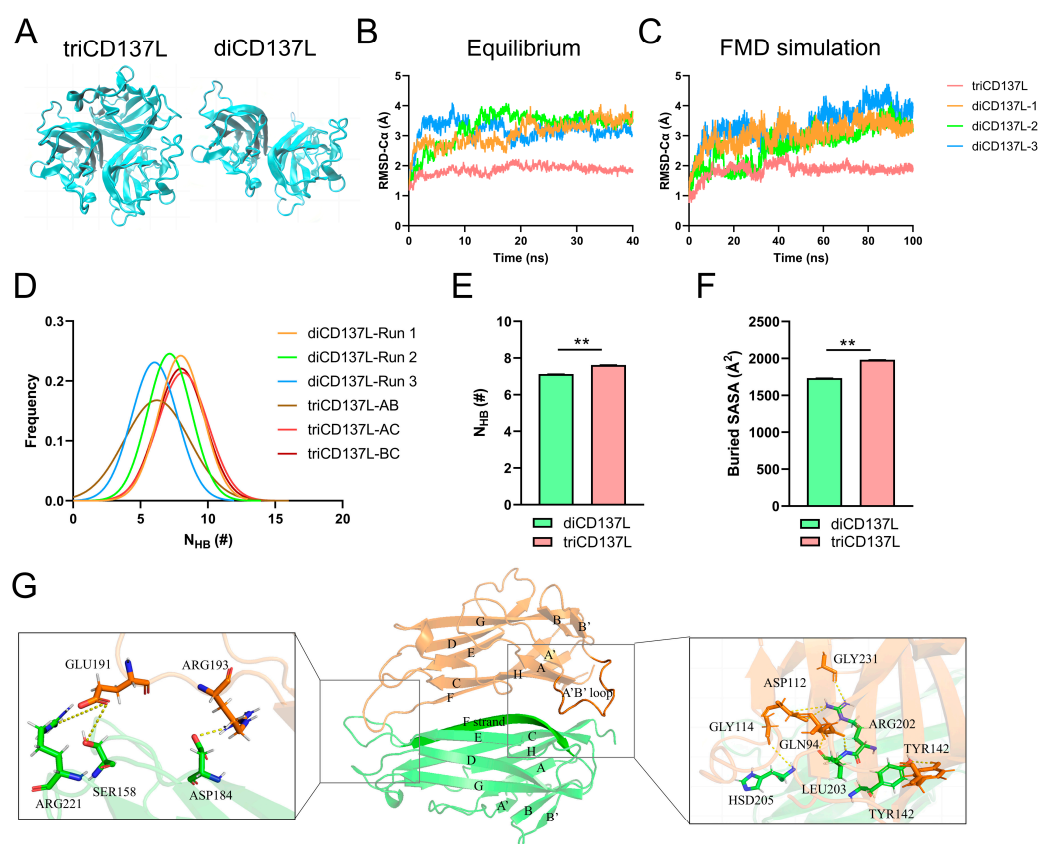 A
triCD137L
diCD137L
B
Equilibrium
RMSD-Cα (Å)
5
4
3
2
1
0
0
10
20
30
40
Time (ns)
C
FMD simulation
RMSD-Cα (Å)
5
4
3
2
1
0
0
20
40
60
80
100
Time (ns)
triCD137L
diCD137L-1
diCD137L-2
diCD137L-3
D
Frequency
0.3
0.2
0.1
0.0
0
5
10
15
20
NHB (#)
diCD137L-Run 1
diCD137L-Run 2
diCD137L-Run 3
triCD137L-AB
triCD137L-AC
triCD137L-BC
E
NHB (#)
10
8
6
4
2
0
**
diCD137L
triCD137L
F
Buried SASA (Å2)
2500
2000
1500
1000
500
0
**
diCD137L
triCD137L
G
GLU191
ARG193
ARG221
SER158
ASP184
G
B
B'
D
E
A'
A
H
C
F
A'B' loop
F strand
E
C
H
D
A
G
A'
B
B'
GLY231
ASP112
GLY114
ARG202
GLN94
TYR142
HSD205
LEU203
TYR142